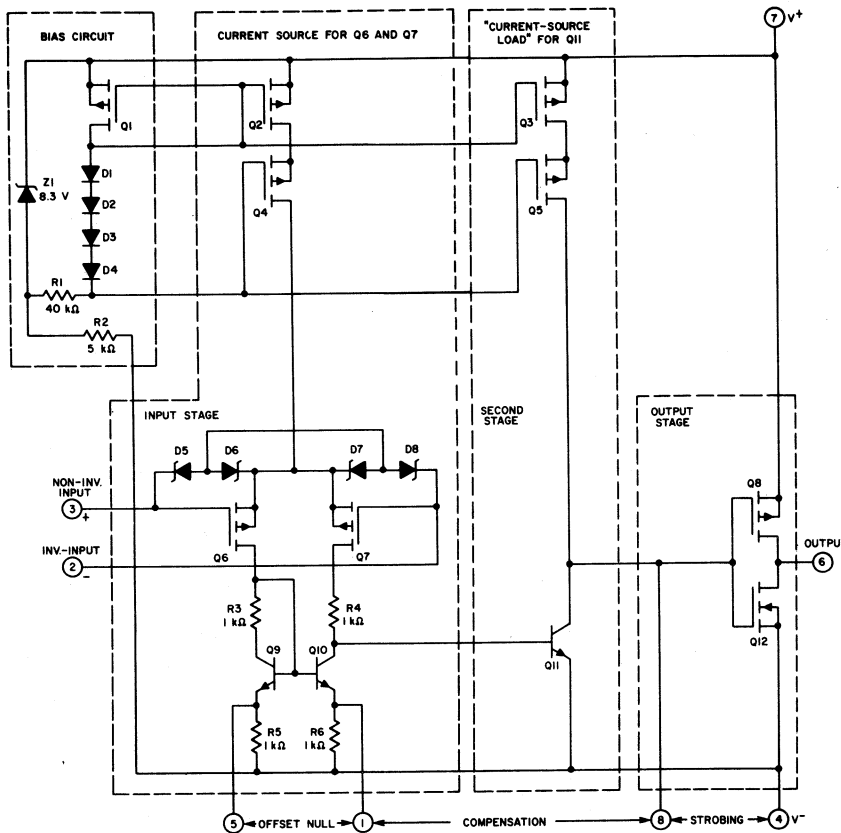 BIAS CIRCUIT
CURRENT SOURCE FOR Q6 AND Q7
"CURRENT-SOURCE
LOAD" FOR Q11
7 V+
Q1
Q2
Q3
D1
Z1
8.3 V
D2
Q4
Q5
D3
D4
R1
40 kΩ
R2
5 kΩ
INPUT STAGE
SECOND
STAGE
OUTPUT
STAGE
D5
D6
D7
D8
NON-INV.
INPUT
3 +
Q8
INV.-INPUT
2 -
Q6
Q7
OUTPU
6
R3
1 kΩ
R4
1 kΩ
Q9
Q10
Q11
Q12
R5
1 kΩ
R6
1 kΩ
5 OFFSET NULL 1 COMPENSATION 8 STROBING 4 V-